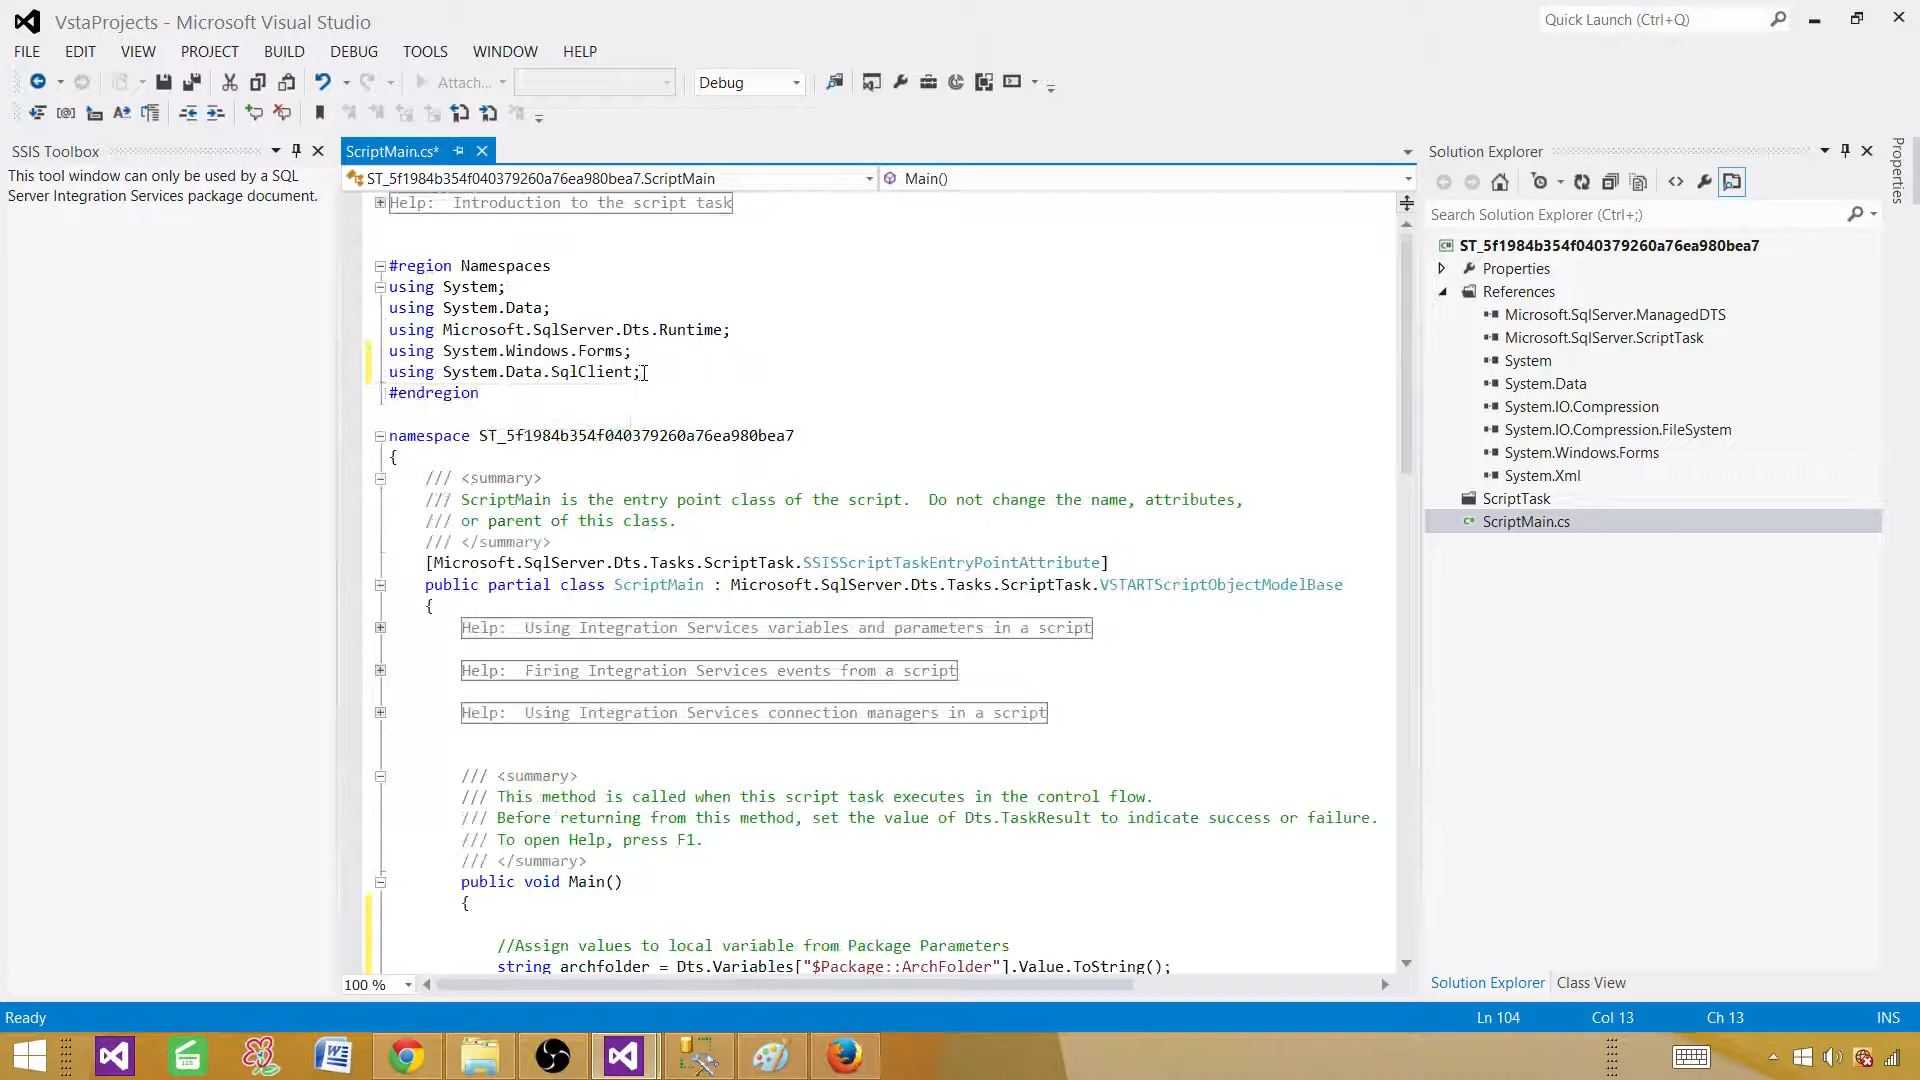 VstaProjects - Microsoft Visual Studio
Quick Launch (Ctrl+Q)
FILE EDIT VIEW PROJECT BUILD DEBUG TOOLS WINDOW HELP
Attach...
Debug
SSIS Toolbox
This tool window can only be used by a SQL
Server Integration Services package document.
ScriptMain.cs*
ST_5f1984b354f040379260a76ea980bea7.ScriptMain
Main()
Help:  Introduction to the script task
#region Namespaces
using System;
using System.Data;
using Microsoft.SqlServer.Dts.Runtime;
using System.Windows.Forms;
using System.Data.SqlClient;
#endregion
namespace ST_5f1984b354f040379260a76ea980bea7
{
/// <summary>
/// ScriptMain is the entry point class of the script.  Do not change the name, attributes,
/// or parent of this class.
/// </summary>
[Microsoft.SqlServer.Dts.Tasks.ScriptTask.SSISScriptTaskEntryPointAttribute]
public partial class ScriptMain : Microsoft.SqlServer.Dts.Tasks.ScriptTask.VSTARTScriptObjectModelBase
{
Help:  Using Integration Services variables and parameters in a script
Help:  Firing Integration Services events from a script
Help:  Using Integration Services connection managers in a script
/// <summary>
/// This method is called when this script task executes in the control flow.
/// Before returning from this method, set the value of Dts.TaskResult to indicate success or failure.
/// To open Help, press F1.
/// </summary>
public void Main()
{
//Assign values to local variable from Package Parameters
string archfolder = Dts.Variables["$Package::ArchFolder"].Value.ToString();
100 %
Solution Explorer
Search Solution Explorer (Ctrl+;)
ST_5f1984b354f040379260a76ea980bea7
Properties
References
Microsoft.SqlServer.ManagedDTS
Microsoft.SqlServer.ScriptTask
System
System.Data
System.IO.Compression
System.IO.Compression.FileSystem
System.Windows.Forms
System.Xml
ScriptTask
ScriptMain.cs
Solution Explorer Class View
Properties
Ready
Ln 104 Col 13 Ch 13 INS